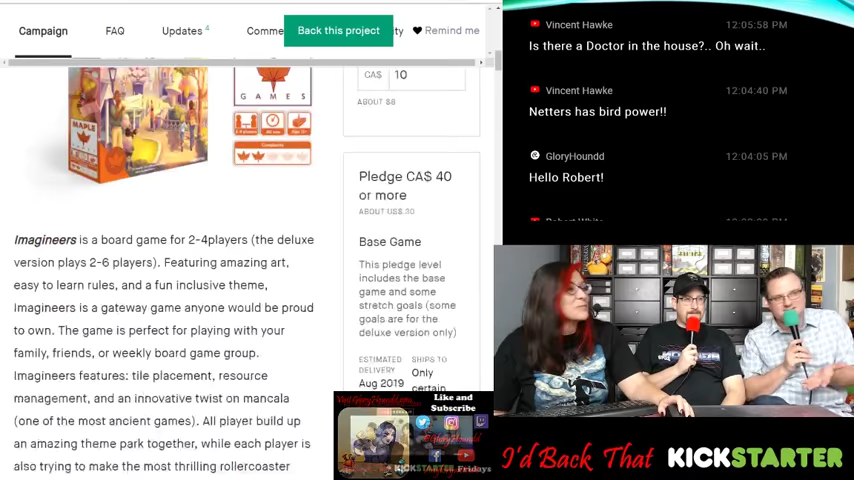 Campaign
FAQ
Updates 4
Comme
Back this project
ity
Remind me
MAPLE
GAMES
CA$ 10
ABOUT $8
Pledge CA$ 40
or more
ABOUT US$ 30
Base Game
This pledge level
includes the base
game and some
stretch goals (some
goals are for the
deluxe version only)
ESTIMATED
DELIVERY
Aug 2019
SHIPS TO
Only
certain
Imagineers is a board game for 2-4players (the deluxe
version plays 2-6 players). Featuring amazing art,
easy to learn rules, and a fun inclusive theme,
Imagineers is a gateway game anyone would be proud
to own. The game is perfect for playing with your
family, friends, or weekly board game group.
Imagineers features: tile placement, resource
management, and an innovative twist on mancala
(one of the most ancient games). All player build up
an amazing theme park together, while each player is
also trying to make the most thrilling rollercoaster
Vincent Hawke
12:05:58 PM
Is there a Doctor in the house?.. Oh wait..
Vincent Hawke
12:04:40 PM
Netters has bird power!!
GloryHoundd
12:04:05 PM
Hello Robert!
Robert White
Like and
Subscribe
@GloryHoundd
KICKSTARTER
Fridays
I'd Back That KICKSTARTER